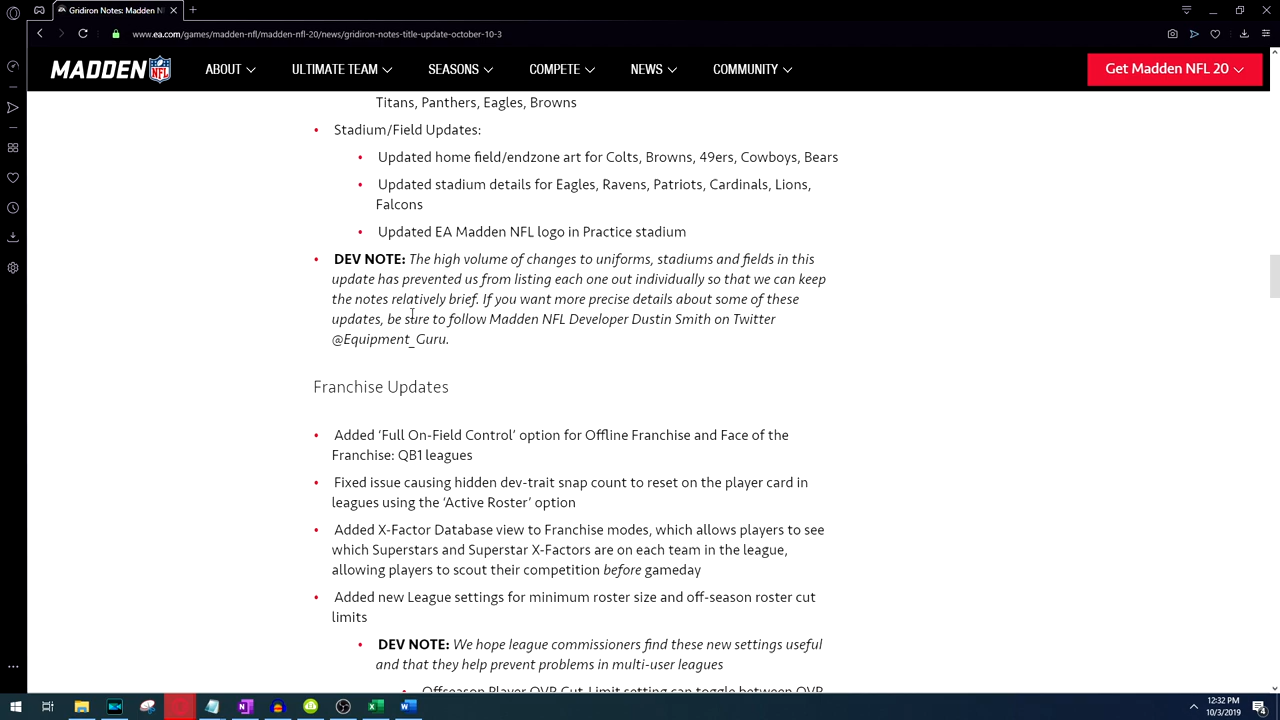 Gridiron Notes: M
www.ea.com/games/madden-nfl/madden-nfl-20/news/gridiron-notes-title-update-october-10-3
MADDEN NFL ABOUT ULTIMATE TEAM SEASONS COMPETE NEWS COMMUNITY Get Madden NFL 20
Titans, Panthers, Eagles, Browns
• Stadium/Field Updates:
• Updated home field/endzone art for Colts, Browns, 49ers, Cowboys, Bears
• Updated stadium details for Eagles, Ravens, Patriots, Cardinals, Lions,
Falcons
• Updated EA Madden NFL logo in Practice stadium
• DEV NOTE: The high volume of changes to uniforms, stadiums and fields in this
update has prevented us from listing each one out individually so that we can keep
the notes relatively brief. If you want more precise details about some of these
updates, be sure to follow Madden NFL Developer Dustin Smith on Twitter
@Equipment_Guru.
Franchise Updates
• Added ‘Full On-Field Control’ option for Offline Franchise and Face of the
Franchise: QB1 leagues
• Fixed issue causing hidden dev-trait snap count to reset on the player card in
leagues using the ‘Active Roster’ option
• Added X-Factor Database view to Franchise modes, which allows players to see
which Superstars and Superstar X-Factors are on each team in the league,
allowing players to scout their competition before gameday
• Added new League settings for minimum roster size and off-season roster cut
limits
• DEV NOTE: We hope league commissioners find these new settings useful
and that they help prevent problems in multi-user leagues
• Offseason Player OVR Cut-Limit setting can toggle between OVR
12:32 PM
10/3/2019
4